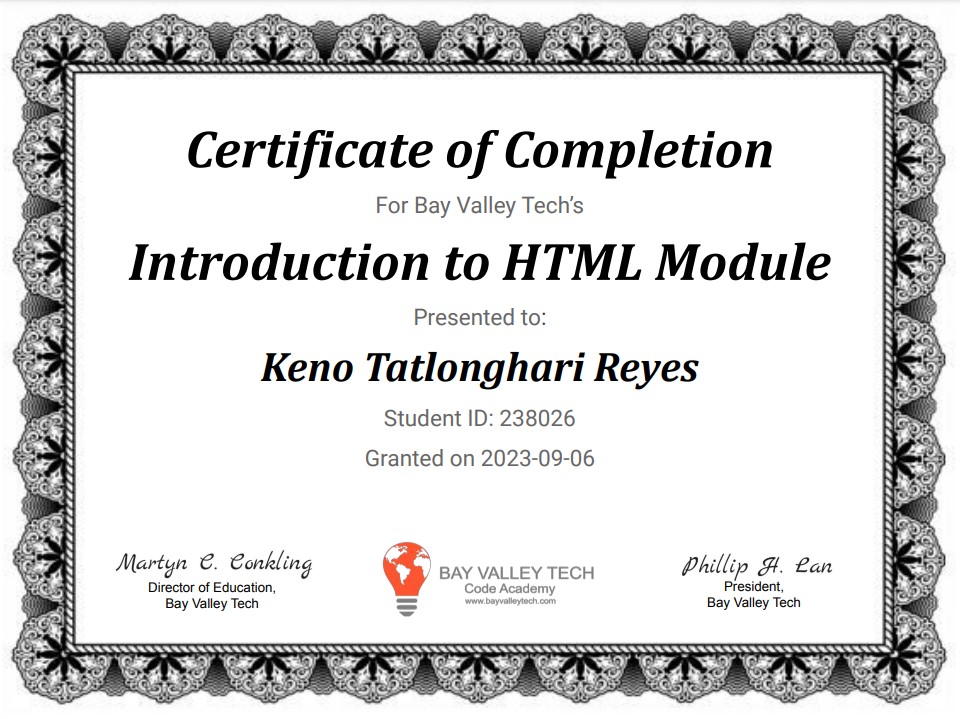 Certificate of Completion
For Bay Valley Tech’s
Introduction to HTML Module
Presented to:
Keno Tatlonghari Reyes
Student ID: 238026
Granted on 2023-09-06
Martyn C. Conkling
Director of Education,
Bay Valley Tech
BAY VALLEY TECH
Code Academy
www.bayvalleytech.com
Phillip H. Lan
President,
Bay Valley Tech